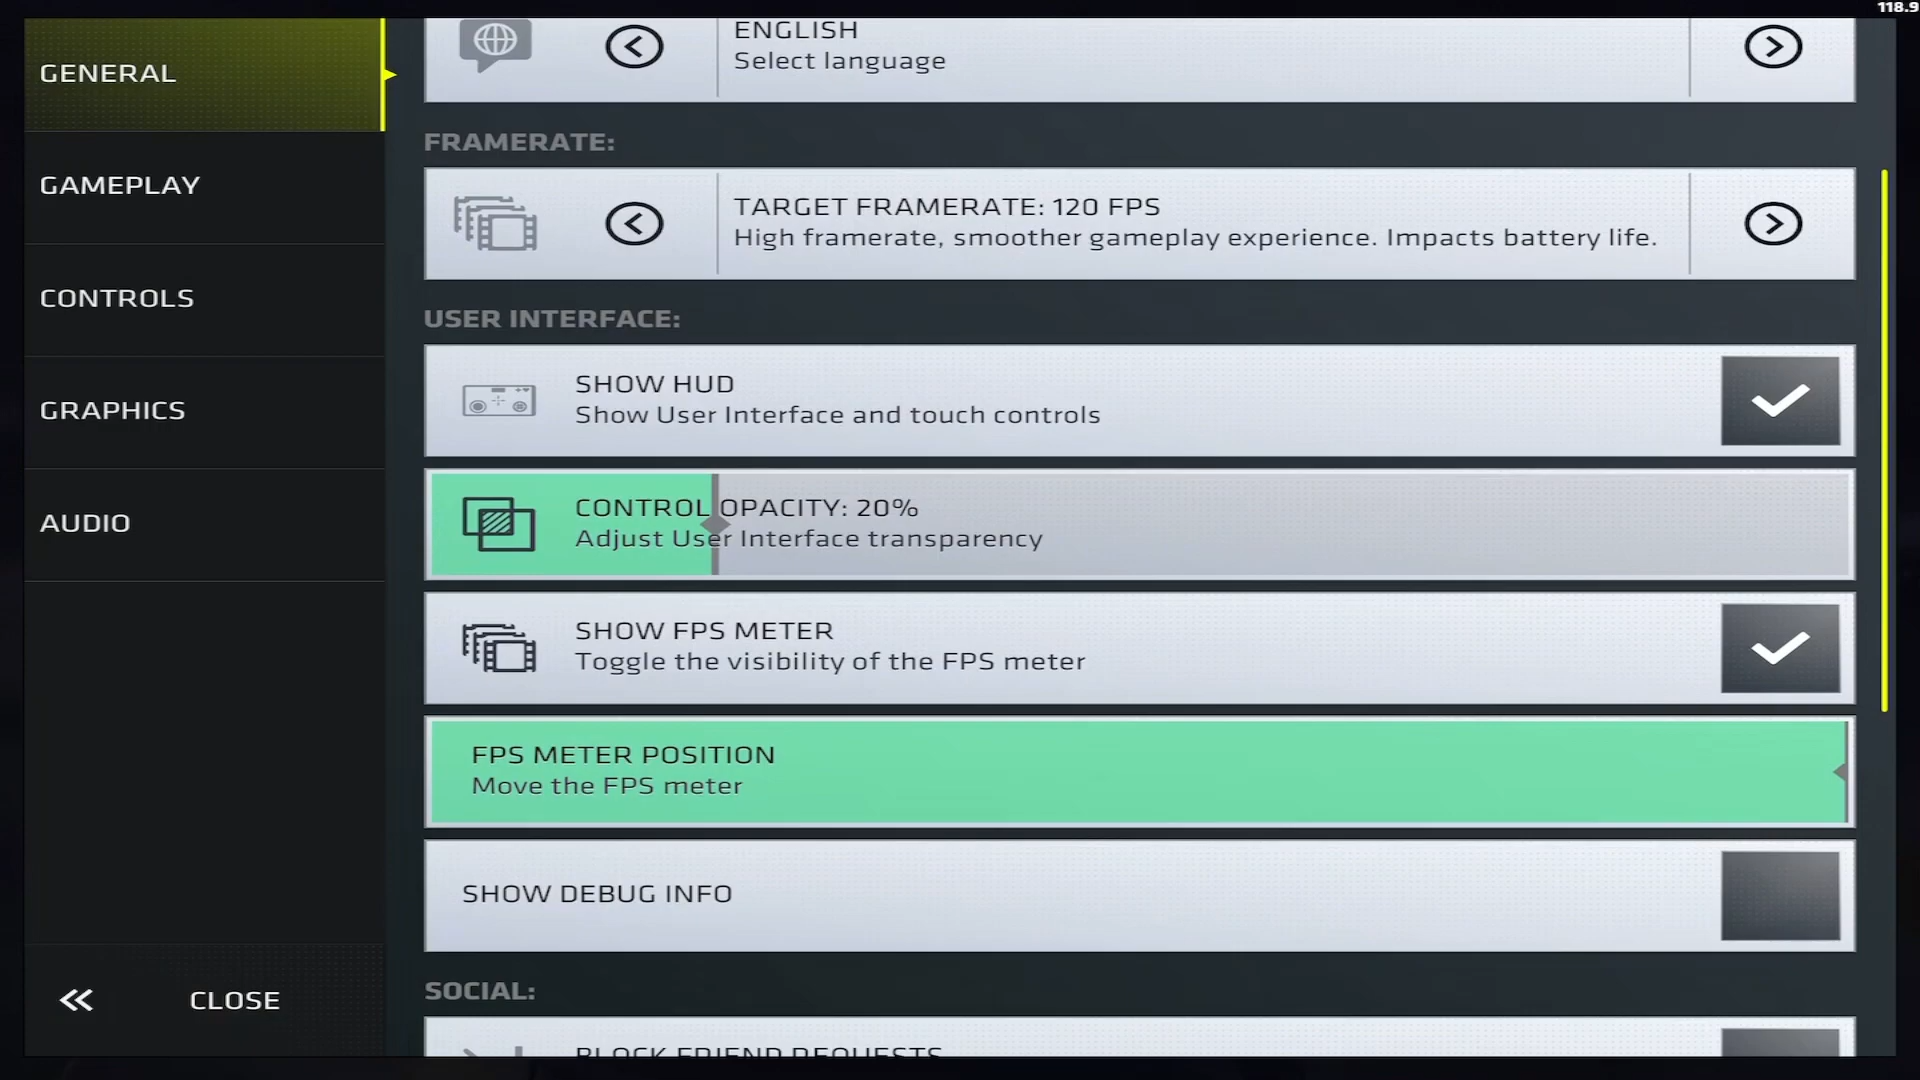 118.9
GENERAL
GAMEPLAY
CONTROLS
GRAPHICS
AUDIO
CLOSE
ENGLISH
Select language
FRAMERATE:
TARGET FRAMERATE: 120 FPS
High framerate, smoother gameplay experience. Impacts battery life.
USER INTERFACE:
SHOW HUD
Show User Interface and touch controls
CONTROL OPACITY: 20%
Adjust User Interface transparency
SHOW FPS METER
Toggle the visibility of the FPS meter
FPS METER POSITION
Move the FPS meter
SHOW DEBUG INFO
SOCIAL:
BLOCK FRIEND REQUESTS